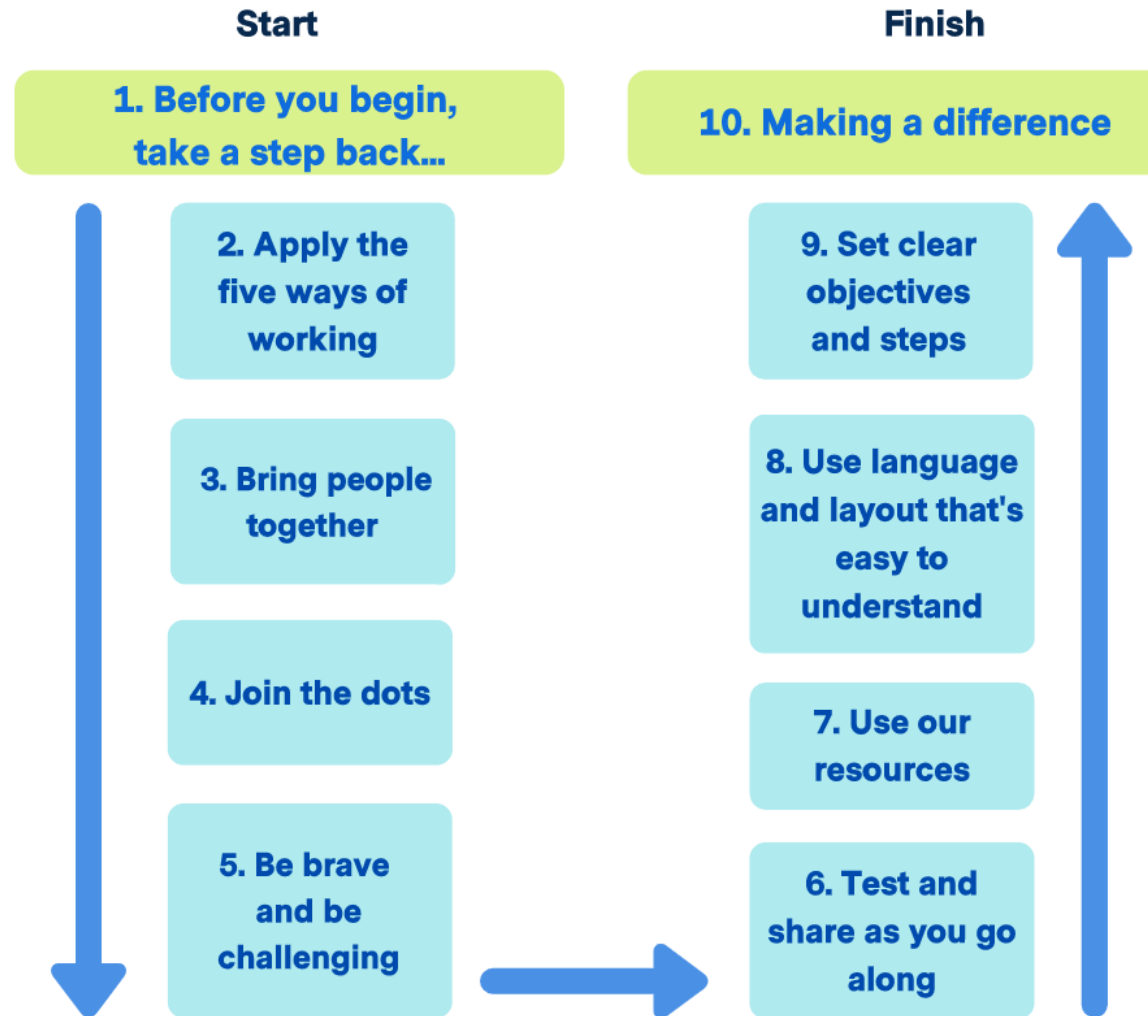 Start
1. Before you begin,
take a step back...
2. Apply the
five ways of
working
3. Bring people
together
4. Join the dots
5. Be brave
and be
challenging
Finish
10. Making a difference
9. Set clear
objectives
and steps
8. Use language
and layout that's
easy to
understand
7. Use our
resources
6. Test and
share as you go
along